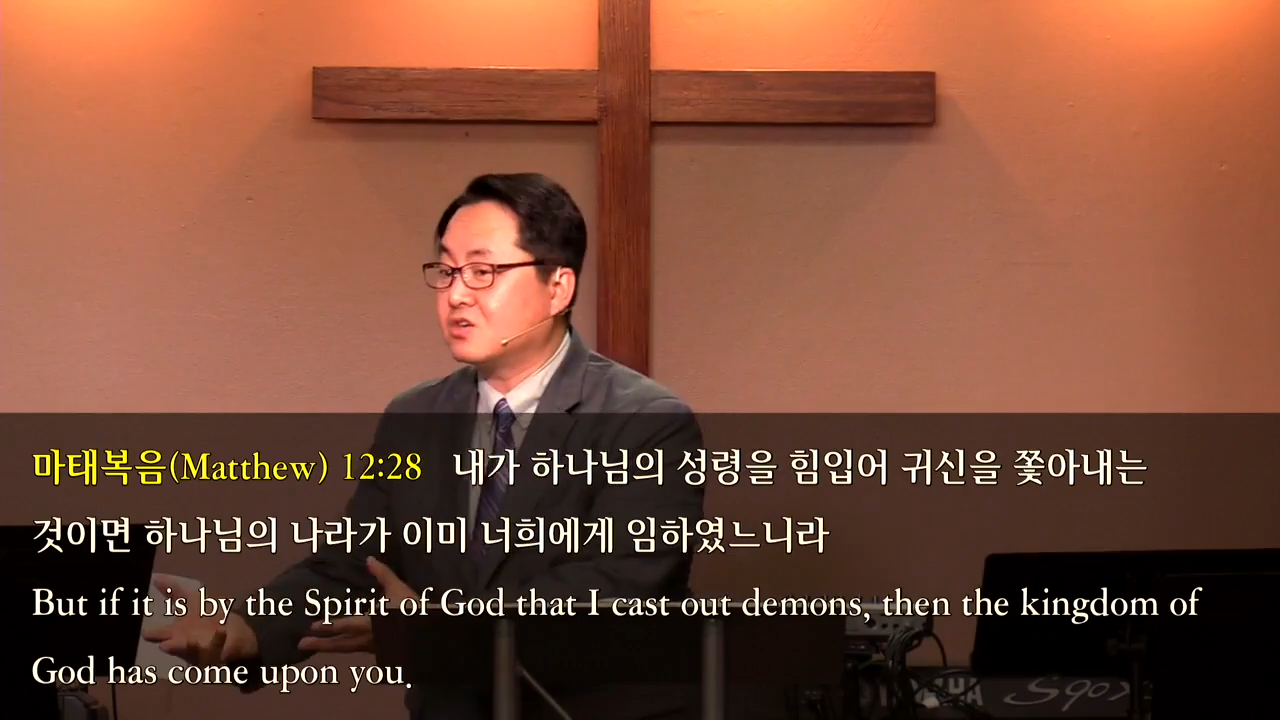 마태복음(Matthew) 12:28 내가 하나님의 성령을 힘입어 귀신을 쫓아내는
것이면 하나님의 나라가 이미 너희에게 임하였느니라
But if it is by the Spirit of God that I cast out demons, then the kingdom of
God has come upon you.